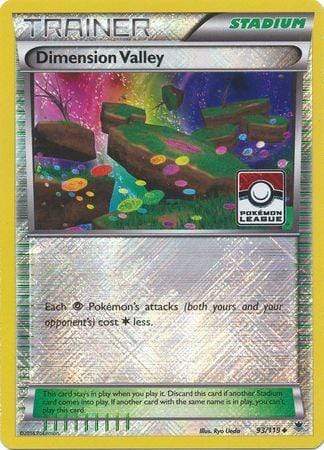 TRAINER
STADIUM
Dimension Valley
POKÉMON
LEAGUE
Each Pokémon's attacks (both yours and your
opponent's) cost less.
This card stays in play when you play it. Discard this card if another Stadium
card comes into play. If another card with the same name is in play, you can't
play this card.
©2014 Pokémon
Illus. Ryo Ueda
93/119